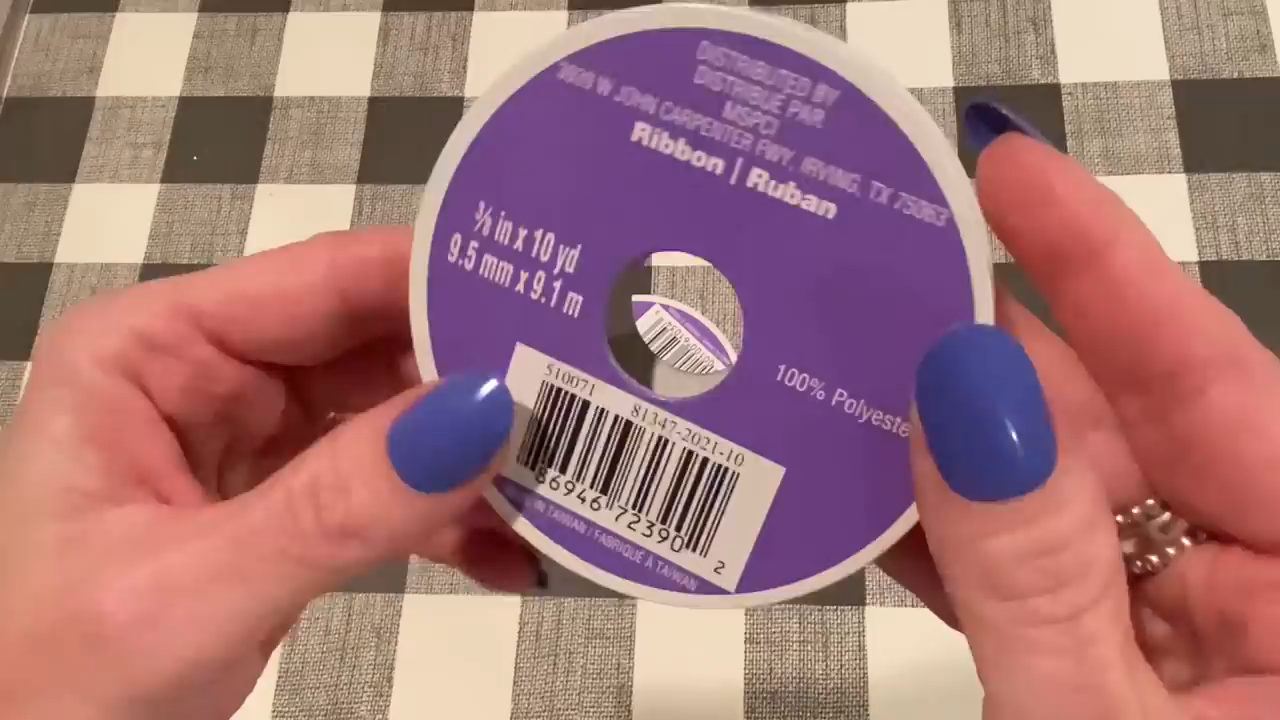 DISTRIBUTED BY
DISTRIBUÉ PAR
MSPCI
W JOHN CARPENTER FWY, IRVING, TX 75063
Ribbon | Ruban
3/8 in x 10 yd
9.5 mm x 9.1 m
100% Polyeste
510071 81347-2021-10
86946 72390 2
IN TAIWAN / FABRIQUÉ À TAIWAN